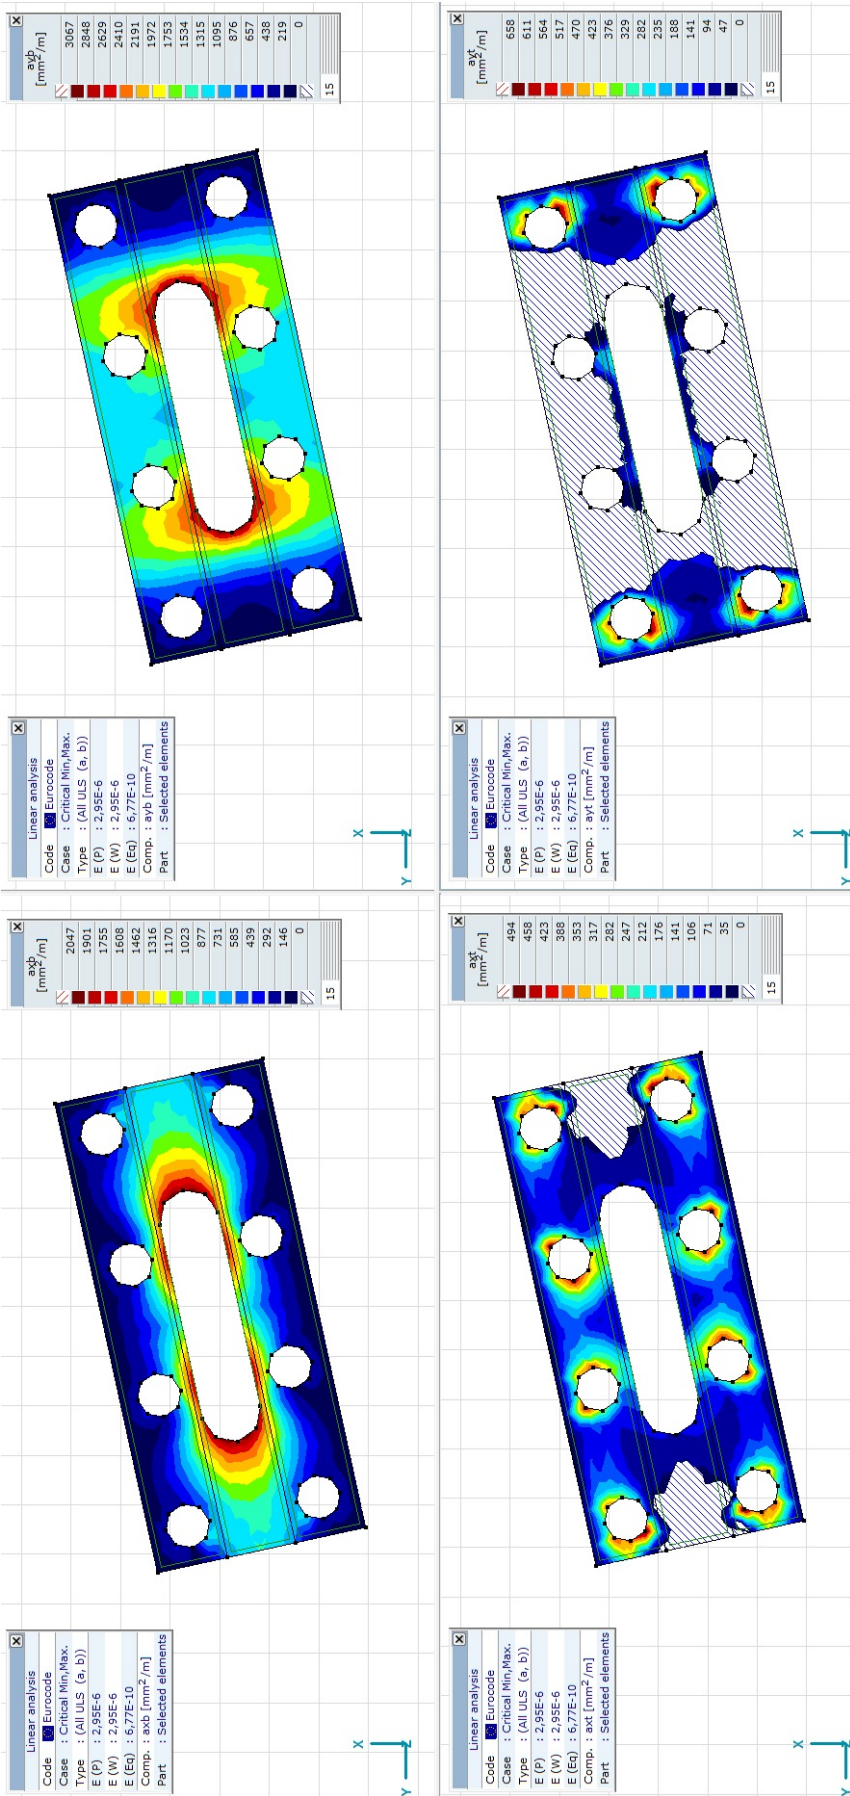 Linear analysis
Code : Eurocode
Case : Critical Min,Max.
Type : (All ULS (a, b))
E (P) : 2,95E-6
E (W) : 2,95E-6
E (Eq) : 6,77E-10
Comp. : axb [mm²/m]
Part : Selected elements
X
Y
axb
[mm²/m]
2047
1901
1755
1608
1462
1316
1170
1023
877
731
585
439
292
146
0
15
Linear analysis
Code : Eurocode
Case : Critical Min,Max.
Type : (All ULS (a, b))
E (P) : 2,95E-6
E (W) : 2,95E-6
E (Eq) : 6,77E-10
Comp. : ayb [mm²/m]
Part : Selected elements
X
Y
ayb
[mm²/m]
3067
2848
2629
2410
2191
1972
1753
1534
1315
1095
876
657
438
219
0
15
Linear analysis
Code : Eurocode
Case : Critical Min,Max.
Type : (All ULS (a, b))
E (P) : 2,95E-6
E (W) : 2,95E-6
E (Eq) : 6,77E-10
Comp. : axt [mm²/m]
Part : Selected elements
X
Y
axt
[mm²/m]
494
458
423
388
353
317
282
247
212
176
141
106
71
35
0
15
Linear analysis
Code : Eurocode
Case : Critical Min,Max.
Type : (All ULS (a, b))
E (P) : 2,95E-6
E (W) : 2,95E-6
E (Eq) : 6,77E-10
Comp. : ayt [mm²/m]
Part : Selected elements
X
Y
ayt
[mm²/m]
658
611
564
517
470
423
376
329
282
235
188
141
94
47
0
15